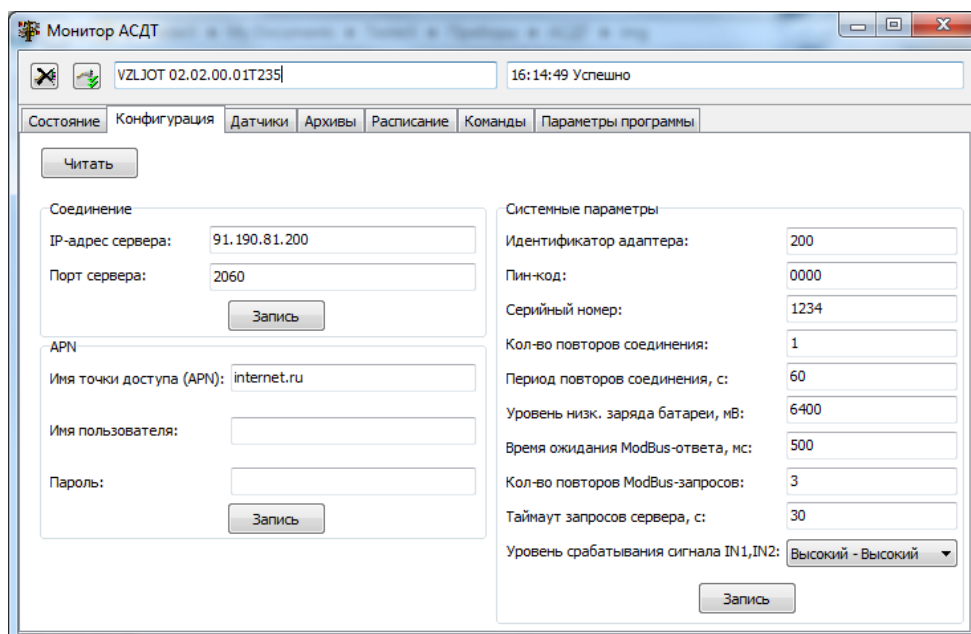 Монитор АСДТ
VZLJOT 02.02.00.01T235
16:14:49 Успешно
Состояние Конфигурация Датчики Архивы Расписание Команды Параметры программы
Читать
Соединение
IP-адрес сервера: 91.190.81.200
Порт сервера: 2060
Запись
APN
Имя точки доступа (APN): internet.ru
Имя пользователя:
Пароль:
Запись
Системные параметры
Идентификатор адаптера: 200
Пин-код: 0000
Серийный номер: 1234
Кол-во повторов соединения: 1
Период повторов соединения, с: 60
Уровень низк. заряда батареи, мВ: 6400
Время ожидания ModBus-ответа, мс: 500
Кол-во повторов ModBus-запросов: 3
Таймаут запросов сервера, с: 30
Уровень срабатывания сигнала IN1,IN2: Высокий - Высокий
Запись